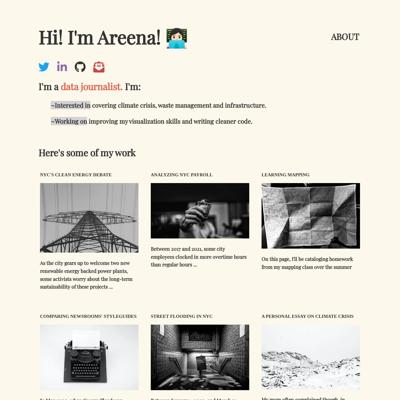 Hi! I'm Areena!
ABOUT
I'm a data journalist. I'm:
~Interested in covering climate crisis, waste management and infrastructure.
~Working on improving my visualization skills and writing cleaner code.
Here's some of my work
NYC'S CLEAN ENERGY DEBATE
As the city gears up to welcome two new
renewable energy backed power plants,
some activists worry about the long-term
sustainability of these projects ...
ANALYZING NYC PAYROLL
Between 2017 and 2021, some city
employees clocked in more overtime hours
than regular hours ...
LEARNING MAPPING
On this page, I'll be cataloging homework
from my mapping class over the summer
COMPARING NEWSROOMS' STYLEGUIDES
STREET FLOODING IN NYC
A PERSONAL ESSAY ON CLIMATE CRISIS